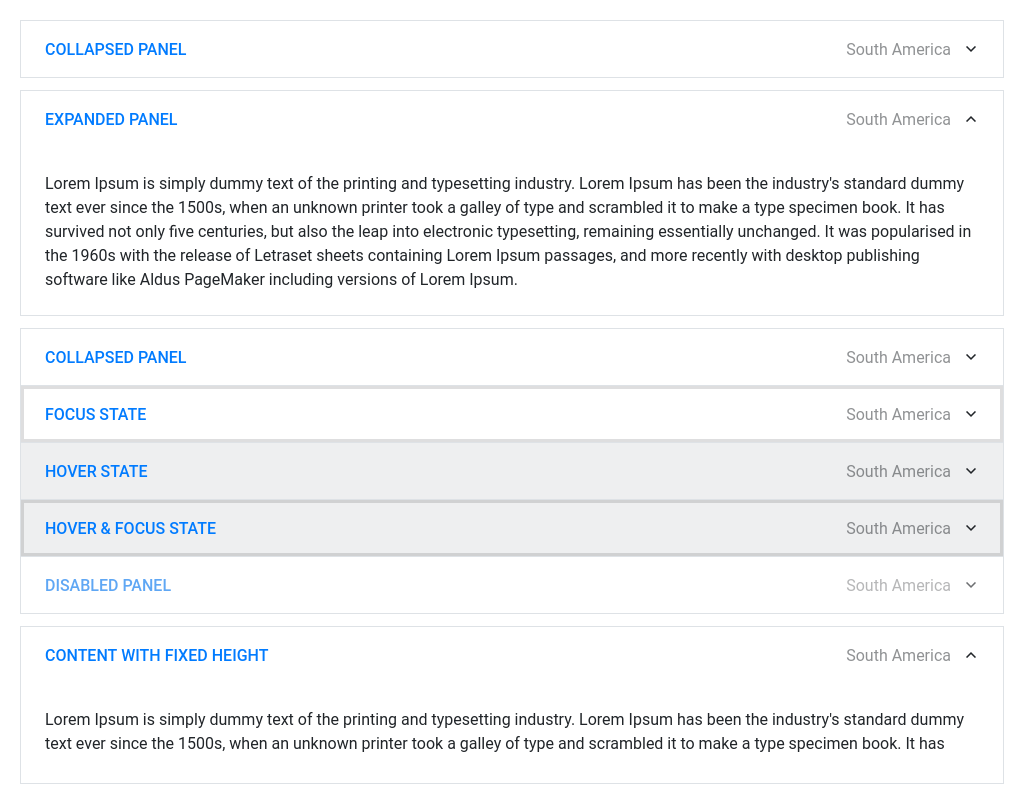 COLLAPSED PANEL South America
EXPANDED PANEL South America
Lorem Ipsum is simply dummy text of the printing and typesetting industry. Lorem Ipsum has been the industry's standard dummy
text ever since the 1500s, when an unknown printer took a galley of type and scrambled it to make a type specimen book. It has
survived not only five centuries, but also the leap into electronic typesetting, remaining essentially unchanged. It was popularised in
the 1960s with the release of Letraset sheets containing Lorem Ipsum passages, and more recently with desktop publishing
software like Aldus PageMaker including versions of Lorem Ipsum.
COLLAPSED PANEL South America
FOCUS STATE South America
HOVER STATE South America
HOVER & FOCUS STATE South America
DISABLED PANEL South America
CONTENT WITH FIXED HEIGHT South America
Lorem Ipsum is simply dummy text of the printing and typesetting industry. Lorem Ipsum has been the industry's standard dummy
text ever since the 1500s, when an unknown printer took a galley of type and scrambled it to make a type specimen book. It has